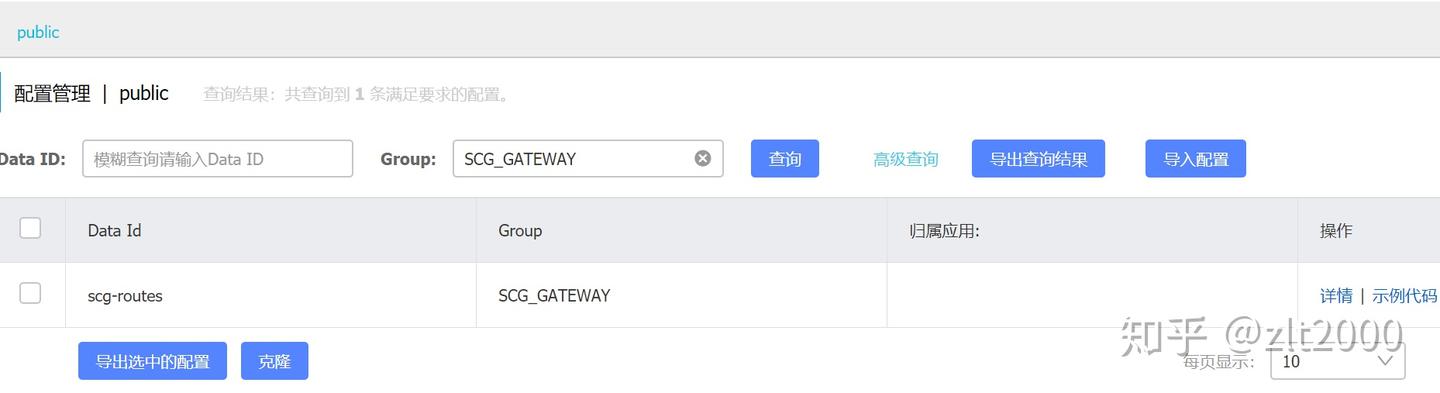 public
配置管理 | public 查询结果：共查询到 1 条满足要求的配置。
Data ID: 模糊查询请输入Data ID Group: SCG_GATEWAY 查询 高级查询 导出查询结果 导入配置
Data Id Group 归属应用: 操作
scg-routes SCG_GATEWAY 详情 | 示例代码
知乎 @zlt2000
导出选中的配置 克隆 每页显示: 10